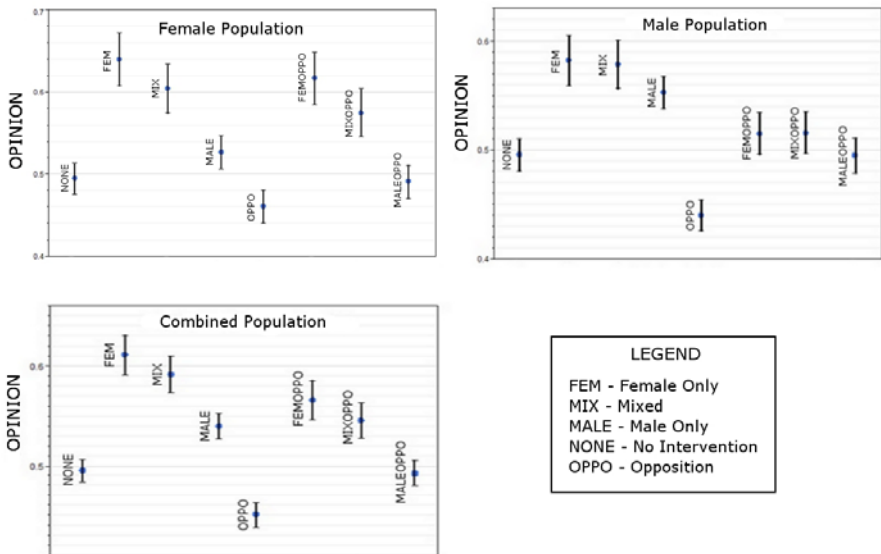 Female Population
0.7
0.6
0.5
0.4
OPINION
NONE
FEM
MIX
MALE
OPPO
FEMOPPO
MIXOPPO
MALEOPPO
Male Population
0.6
0.5
0.4
OPINION
NONE
FEM
MIX
MALE
OPPO
FEMOPPO
MIXOPPO
MALEOPPO
Combined Population
0.6
0.5
OPINION
NONE
FEM
MIX
MALE
OPPO
FEMOPPO
MIXOPPO
MALEOPPO
LEGEND
FEM - Female Only
MIX - Mixed
MALE - Male Only
NONE - No Intervention
OPPO - Opposition